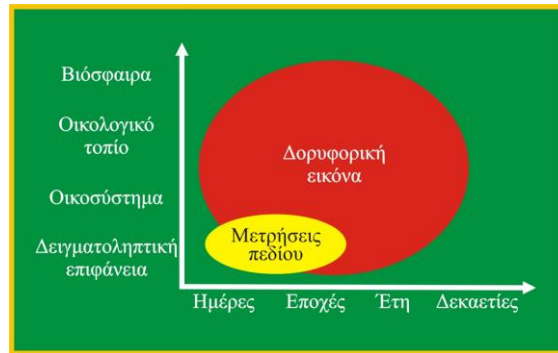 Βιόσφαιρα
Οικολογικό
τοπίο
Οικοσύστημα
Δειγματοληπτική
επιφάνεια
Δορυφορική
εικόνα
Μετρήσεις
πεδίου
Ημέρες Εποχές Έτη Δεκαετίες